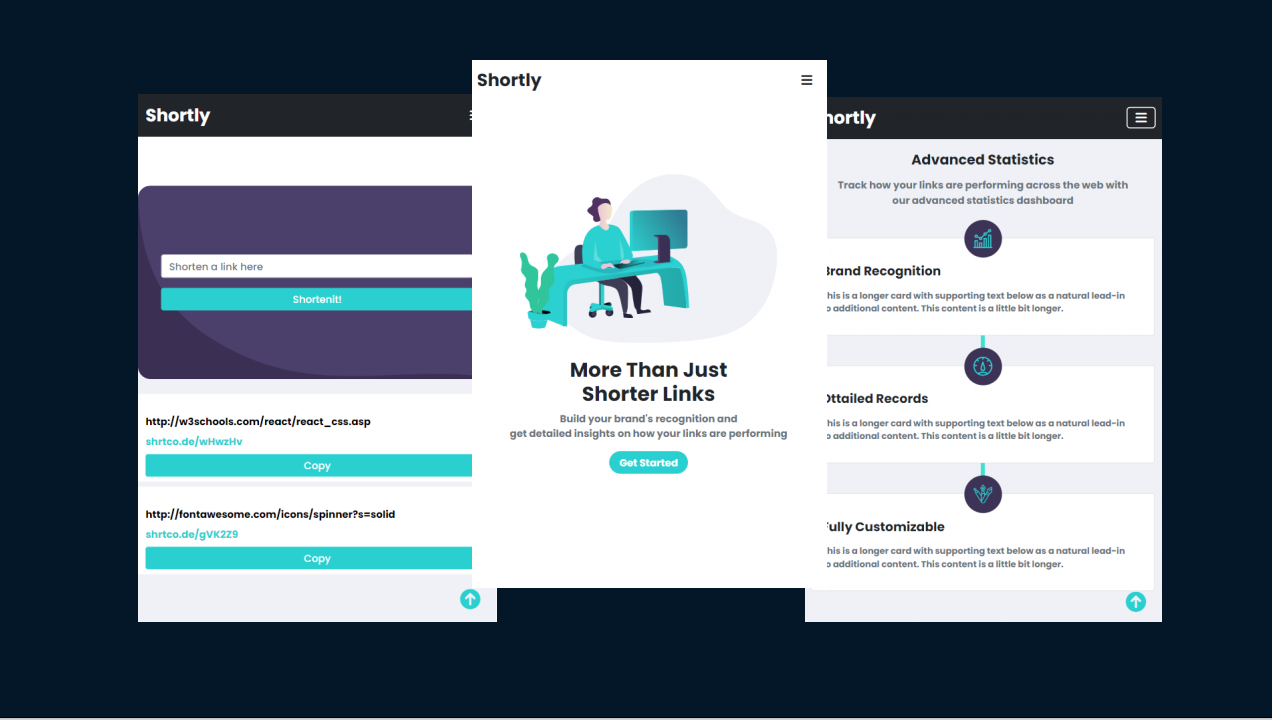 Shortly
Shorten a link here
Shortenit!
http://w3schools.com/react/react_css.asp
shrtco.de/wHwzHv
Copy
http://fontawesome.com/icons/spinner?s=solid
shrtco.de/gVK2Z9
Copy
Shortly
More Than Just
Shorter Links
Build your brand's recognition and
get detailed insights on how your links are performing
Get Started
hortly
Advanced Statistics
Track how your links are performing across the web with
our advanced statistics dashboard
Brand Recognition
his is a longer card with supporting text below as a natural lead-in
o additional content. This content is a little bit longer.
Dttailed Records
his is a longer card with supporting text below as a natural lead-in
o additional content. This content is a little bit longer.
Fully Customizable
his is a longer card with supporting text below as a natural lead-in
o additional content. This content is a little bit longer.